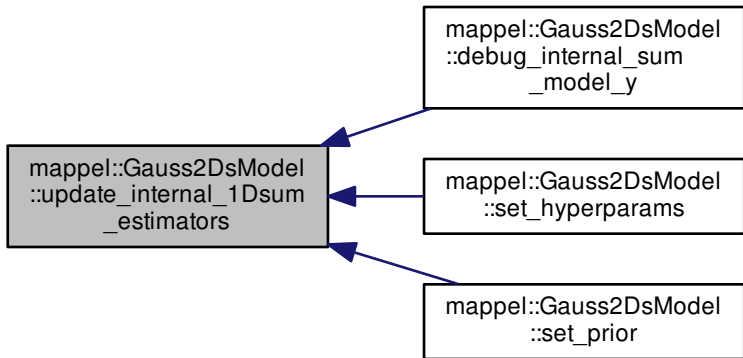 mappel::Gauss2DsModel
::debug_internal_sum
_model_y
mappel::Gauss2DsModel
::update_internal_1Dsum
_estimators
mappel::Gauss2DsModel
::set_hyperparams
mappel::Gauss2DsModel
::set_prior